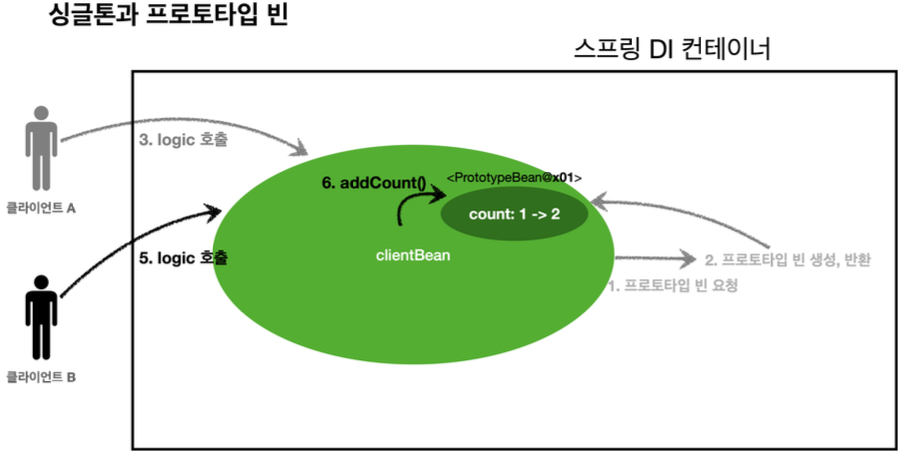 싱글톤과 프로토타입 빈
스프링 DI 컨테이너
3. logic 호출
클라이언트 A
6. addCount()
<PrototypeBean@x01>
count: 1 -> 2
clientBean
5. logic 호출
2. 프로토타입 빈 생성, 반환
1. 프로토타입 빈 요청
클라이언트 B